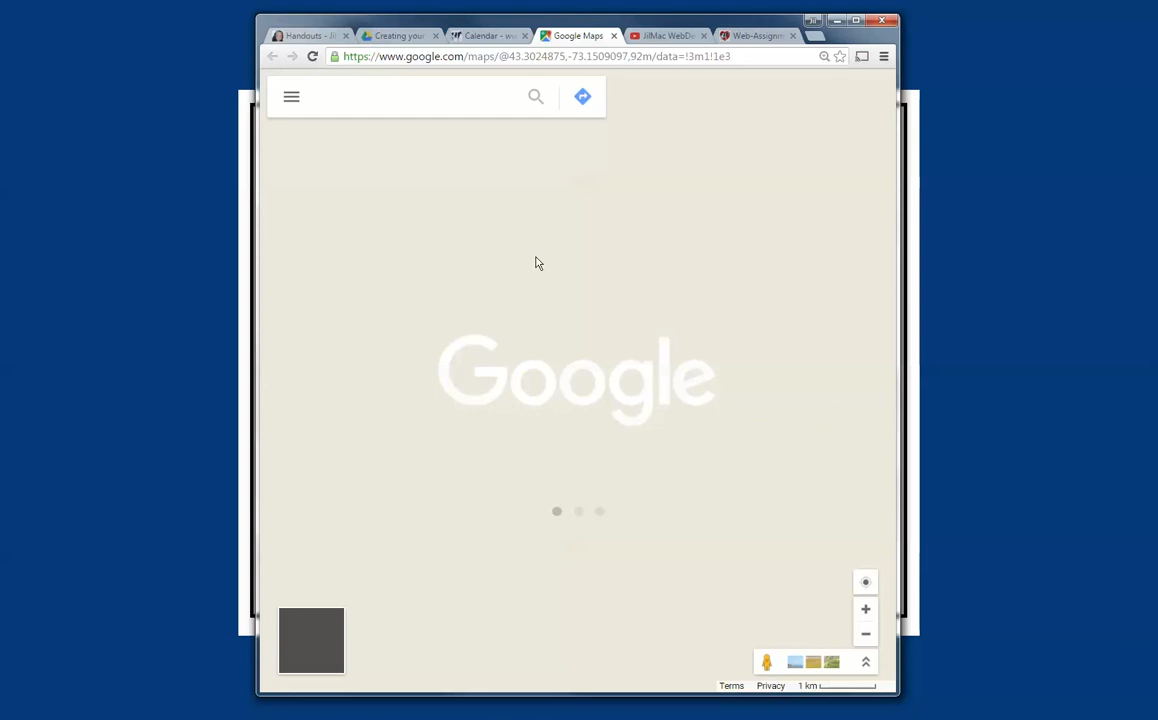 Jil
Handouts - Jil
Creating your
Calendar - w
Google Maps
JilMac WebDe
Web-Assignm
https://www.google.com/maps/@43.3024875,-73.1509097,92m/data=!3m1!1e3
Google
Terms Privacy 1 km